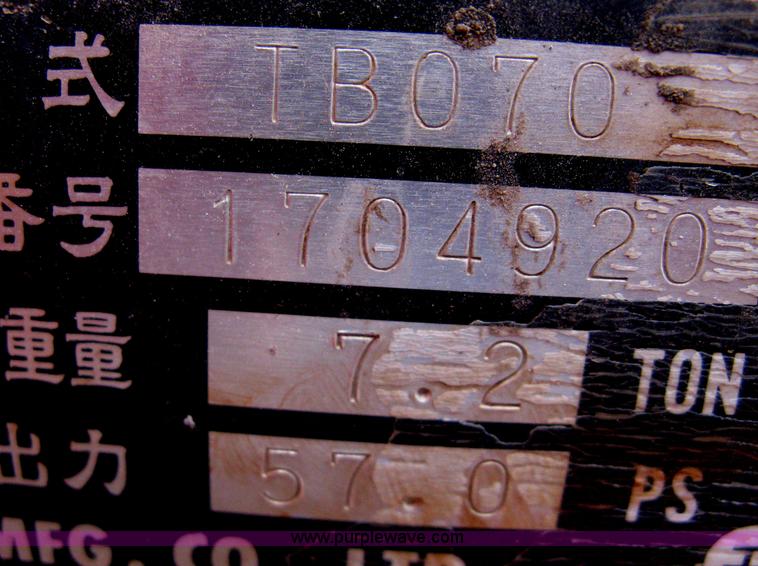 式 TB070
番号 1704920
重量 7.2 TON
出力 57.0 PS
MFG. CO., LTD
www.purplewave.com